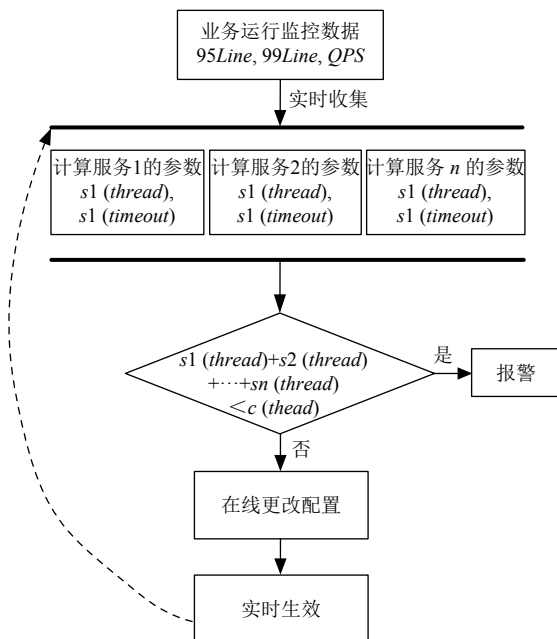 业务运行监控数据
95Line, 99Line, QPS
实时收集
计算服务1的参数
s1 (thread),
s1 (timeout)
计算服务2的参数
s1 (thread),
s1 (timeout)
计算服务 n 的参数
s1 (thread),
s1 (timeout)
s1 (thread)+s2 (thread)
+⋯+sn (thread)
<c (thead)
是
报警
否
在线更改配置
实时生效